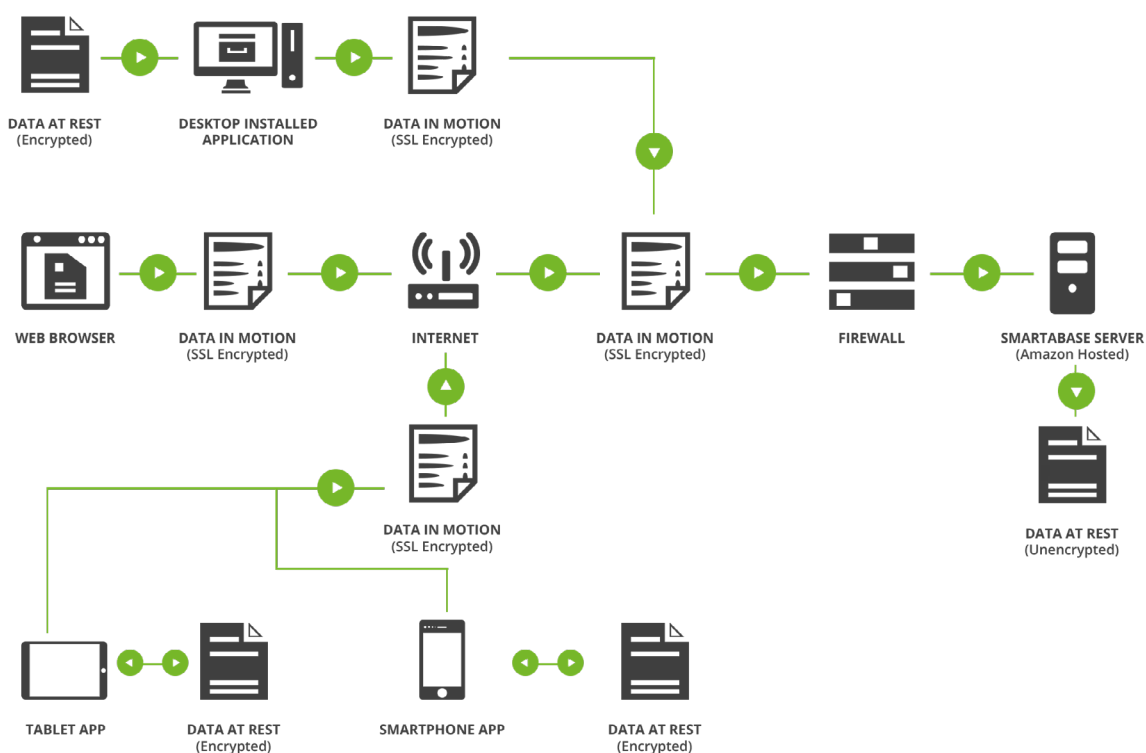 DATA AT REST
(Encrypted)
DESKTOP INSTALLED
APPLICATION
DATA IN MOTION
(SSL Encrypted)
WEB BROWSER
DATA IN MOTION
(SSL Encrypted)
INTERNET
DATA IN MOTION
(SSL Encrypted)
FIREWALL
SMARTABASE SERVER
(Amazon Hosted)
DATA IN MOTION
(SSL Encrypted)
DATA AT REST
(Unencrypted)
TABLET APP
DATA AT REST
(Encrypted)
SMARTPHONE APP
DATA AT REST
(Encrypted)